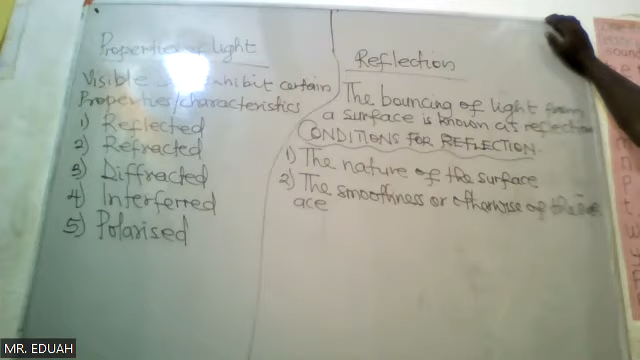 Properties of light
Visible exhibit certain
Properties/characteristics
1) Reflected
2) Refracted
3) Diffracted
4) Interferred
5) Polarised
Reflection
The bouncing of light from
a surface is known as reflection
CONDITIONS FOR REFLECTION.
1) The nature of the surface
2) The smoothness or otherwise of the
ace
MR. EDUAH